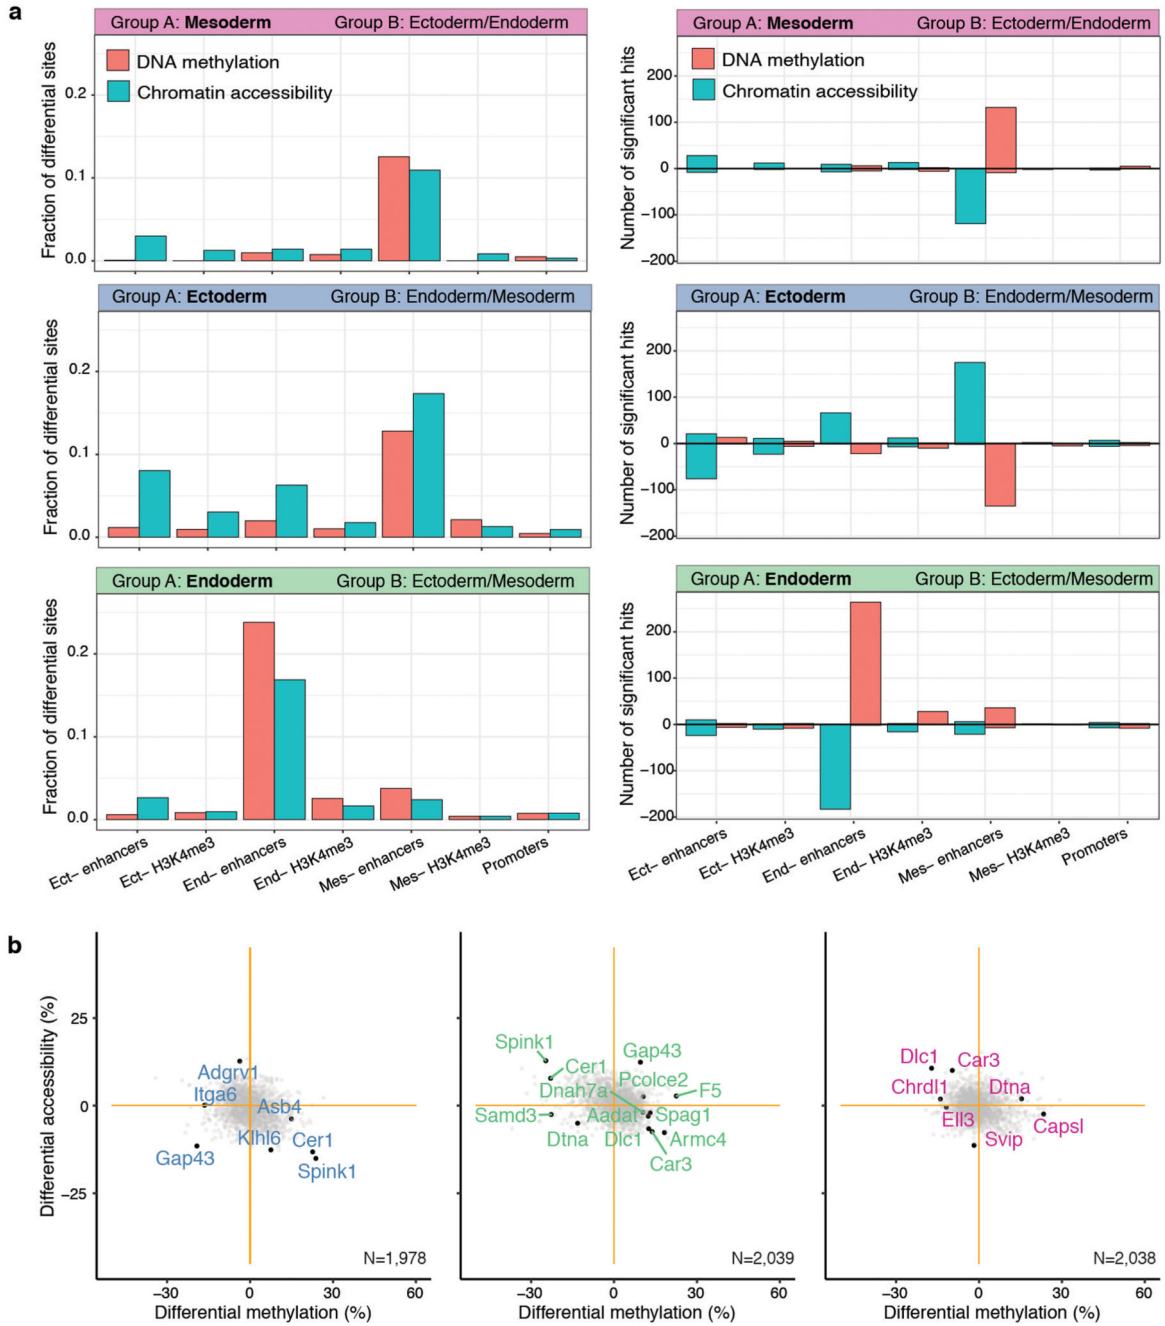 a
Group A: Mesoderm Group B: Ectoderm/Endoderm
DNA methylation
Chromatin accessibility
Fraction of differential sites
0.2
0.1
0.0
Group A: Mesoderm Group B: Ectoderm/Endoderm
DNA methylation
Chromatin accessibility
Number of significant hits
200
100
0
−100
−200
Group A: Ectoderm Group B: Endoderm/Mesoderm
Fraction of differential sites
0.2
0.1
0.0
Group A: Ectoderm Group B: Endoderm/Mesoderm
Number of significant hits
200
100
0
−100
−200
Group A: Endoderm Group B: Ectoderm/Mesoderm
Fraction of differential sites
0.2
0.1
0.0
Ect− enhancers
Ect− H3K4me3
End− enhancers
End− H3K4me3
Mes− enhancers
Mes− H3K4me3
Promoters
Group A: Endoderm Group B: Ectoderm/Mesoderm
Number of significant hits
200
100
0
−100
−200
Ect− enhancers
Ect− H3K4me3
End− enhancers
End− H3K4me3
Mes− enhancers
Mes− H3K4me3
Promoters
b
Differential accessibility (%)
25
0
−25
Adgrv1
Itga6
Asb4
Klhl6
Cer1
Gap43
Spink1
N=1,978
−30 0 30 60
Differential methylation (%)
Spink1
Gap43
Cer1
Pcolce2
Dnah7a
F5
Samd3
Aadat
Spag1
Dtna
Dlc1
Armc4
Car3
N=2,039
−30 0 30 60
Differential methylation (%)
Dlc1
Car3
Chrdl1
Dtna
Ell3
Capsl
Svip
N=2,038
−30 0 30 60
Differential methylation (%)